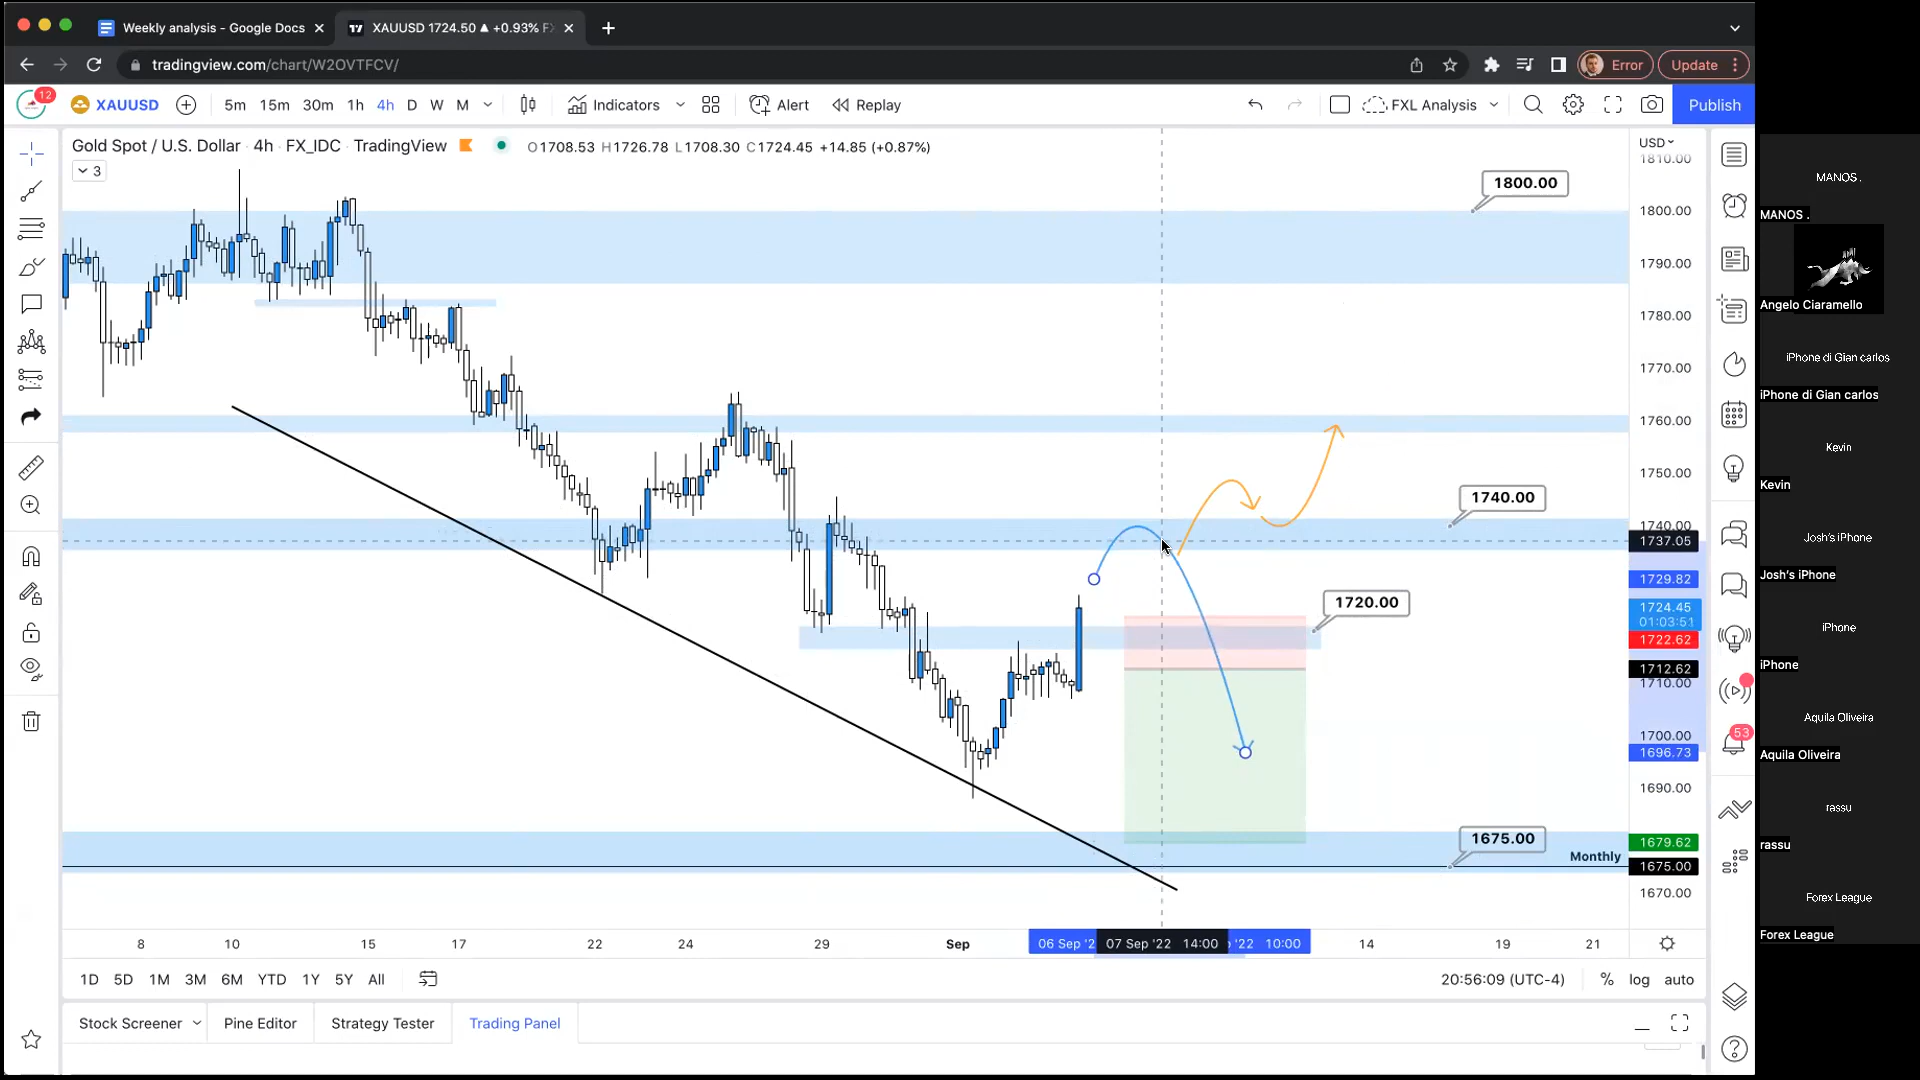 Weekly analysis - Google Docs
XAUUSD 1724.50 ▲ +0.93%
tradingview.com/chart/W2OVTFCV/
Error
Update
12
XAUUSD
5m 15m 30m 1h 4h D W M
Indicators
Alert
Replay
FXL Analysis
Publish
Gold Spot / U.S. Dollar · 4h · FX_IDC · TradingView
O1708.53 H1726.78 L1708.30 C1724.45 +14.85 (+0.87%)
3
USD
1810.00
1800.00
1800.00
1790.00
1780.00
1770.00
1760.00
1750.00
1740.00
1740.00
1737.05
1729.82
1724.45
01:03:51
1720.00
1722.62
1712.62
1710.00
1700.00
1696.73
1690.00
1675.00
1679.62
Monthly
1675.00
1670.00
8 10 15 17 22 24 29 Sep 06 Sep '2 07 Sep '22 14:00 '22 10:00 14 19 21
1D 5D 1M 3M 6M YTD 1Y 5Y All
20:56:09 (UTC-4)
% log auto
Stock Screener
Pine Editor
Strategy Tester
Trading Panel
53
MANOS .
MANOS .
Angelo Ciaramello
iPhone di Gian carlos
iPhone di Gian carlos
Kevin
Kevin
Josh's iPhone
Josh's iPhone
iPhone
iPhone
Aquila Oliveira
Aquila Oliveira
rassu
rassu
Forex League
Forex League